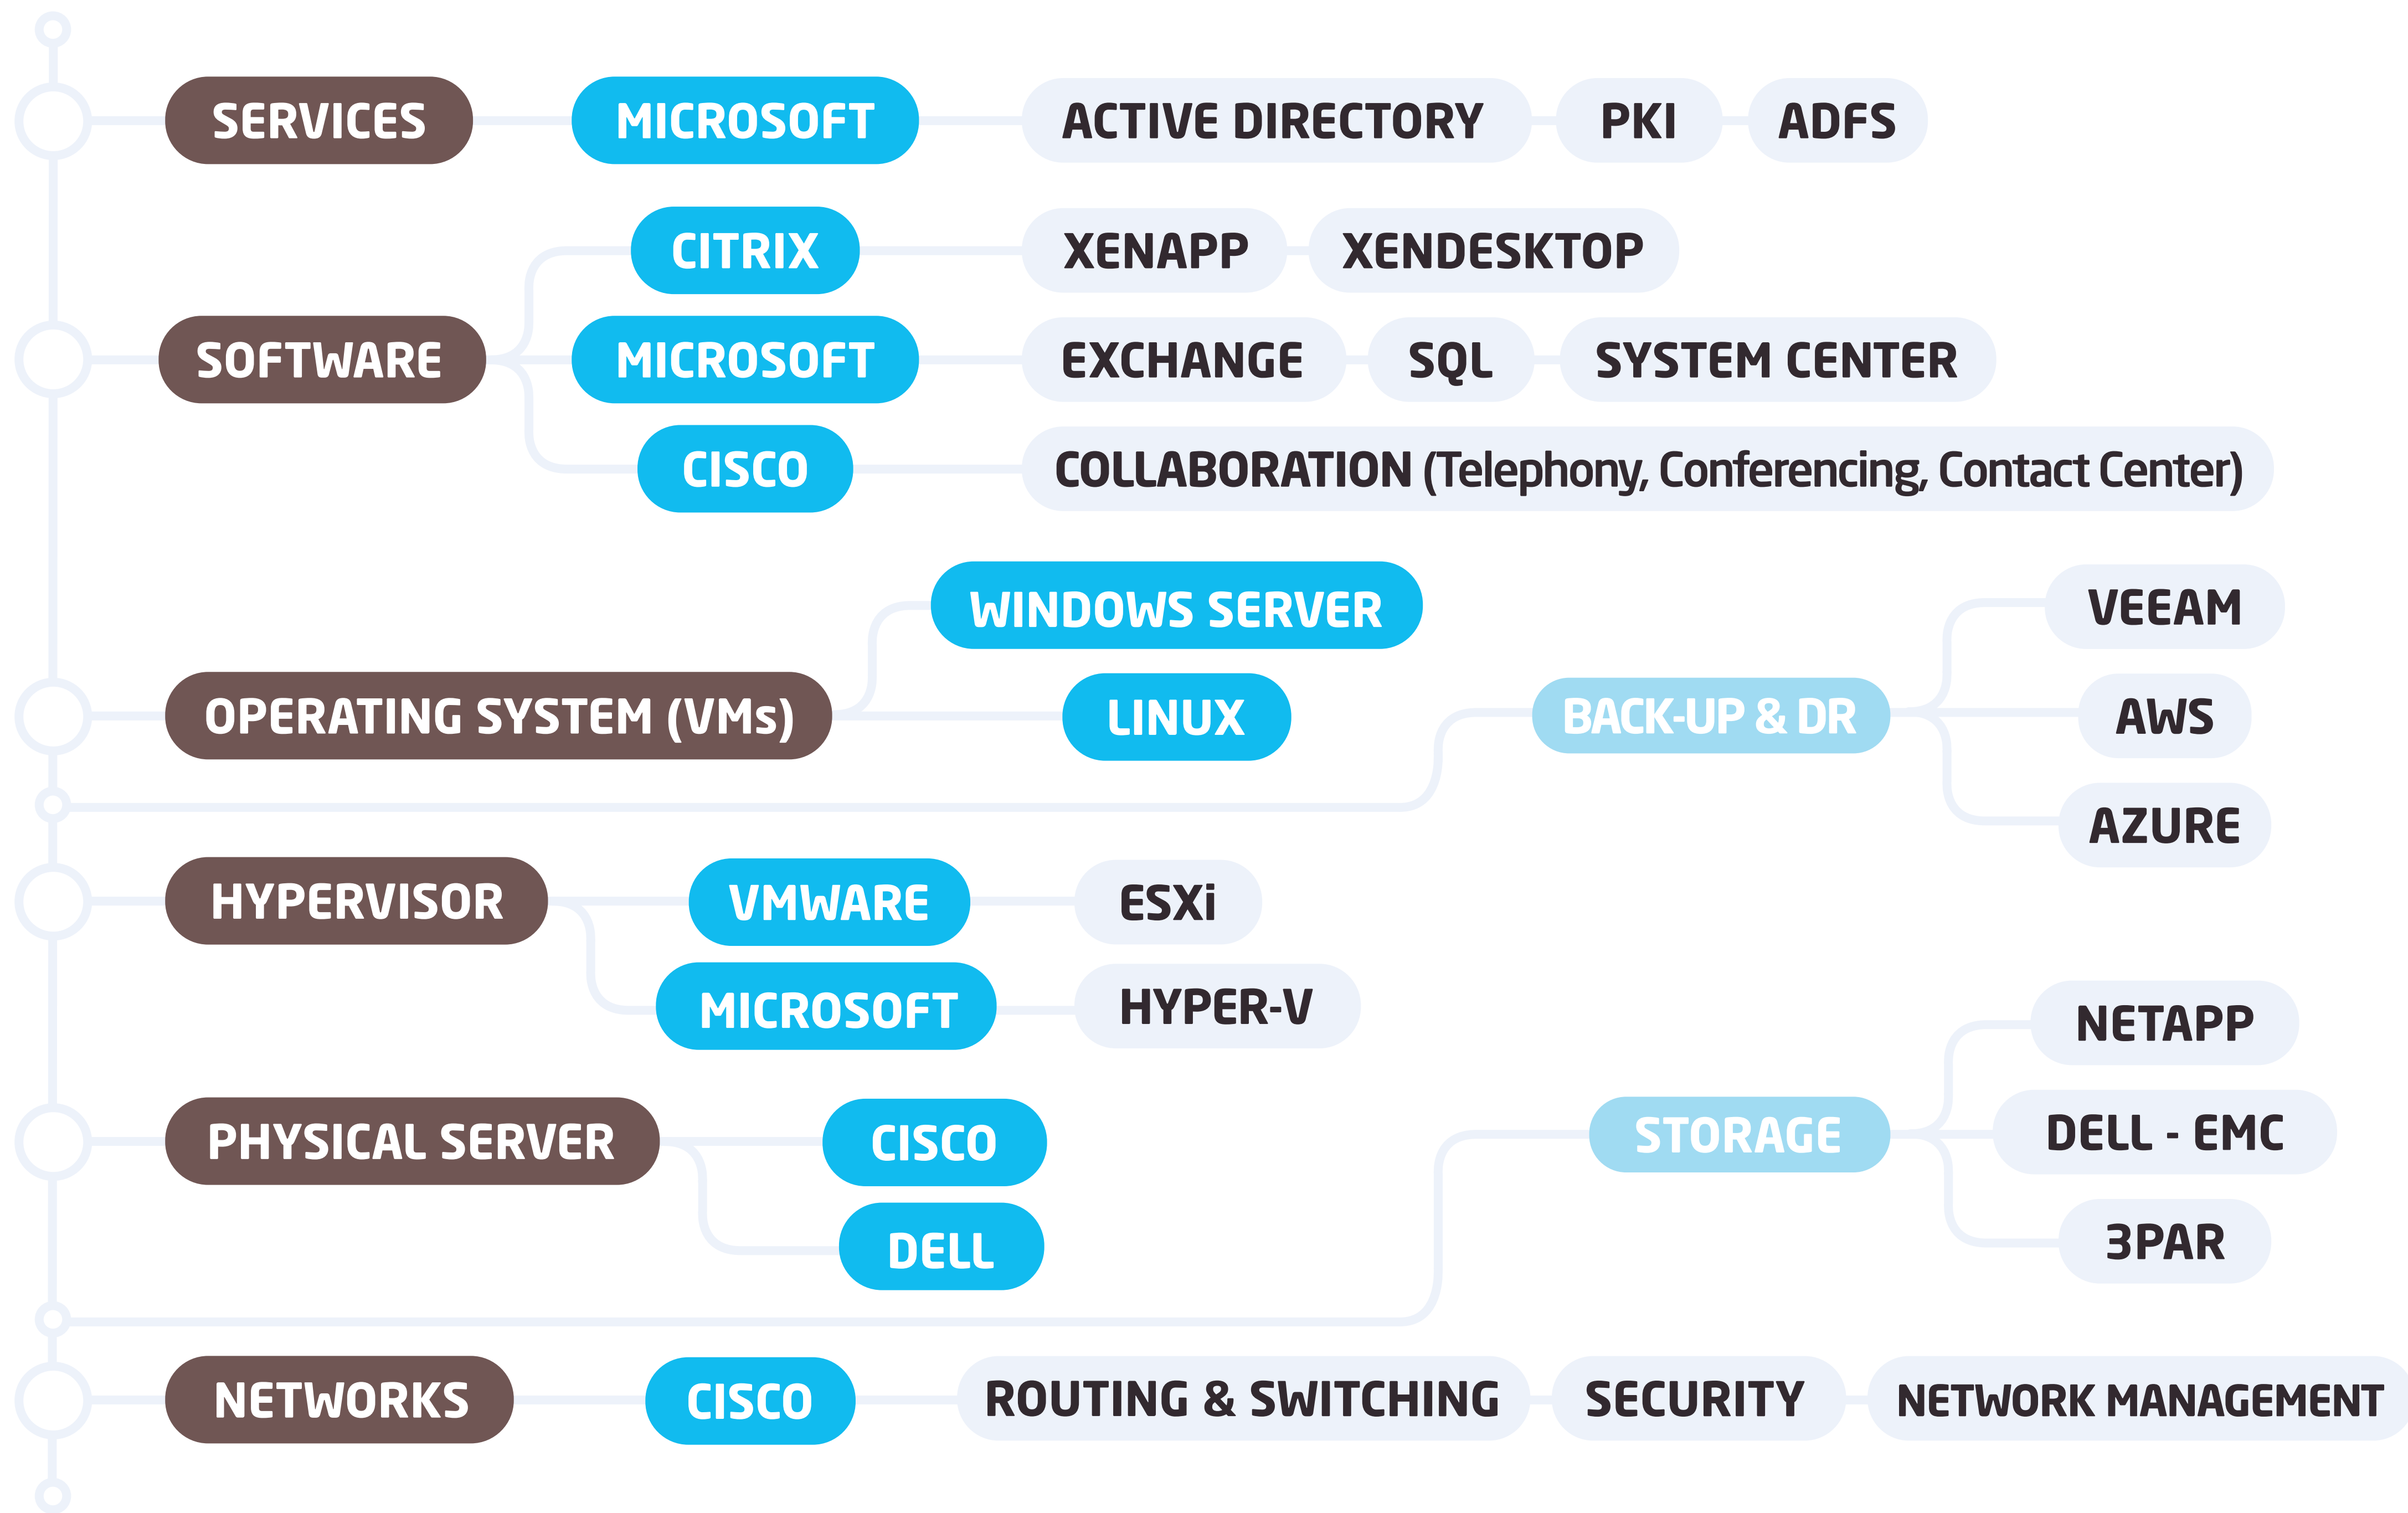 SERVICES MICROSOFT ACTIVE DIRECTORY PKI ADFS
CITRIX XENAPP XENDESKTOP
SOFTWARE MICROSOFT EXCHANGE SQL SYSTEM CENTER
CISCO COLLABORATION (Telephony, Conferencing, Contact Center)
WINDOWS SERVER VEEAM
OPERATING SYSTEM (VMs) LINUX BACK-UP & DR AWS
AZURE
HYPERVISOR VMWARE ESXi
MICROSOFT HYPER-V
NETAPP
PHYSICAL SERVER CISCO STORAGE DELL - EMC
DELL 3PAR
NETWORKS CISCO ROUTING & SWITCHING SECURITY NETWORK MANAGEMENT